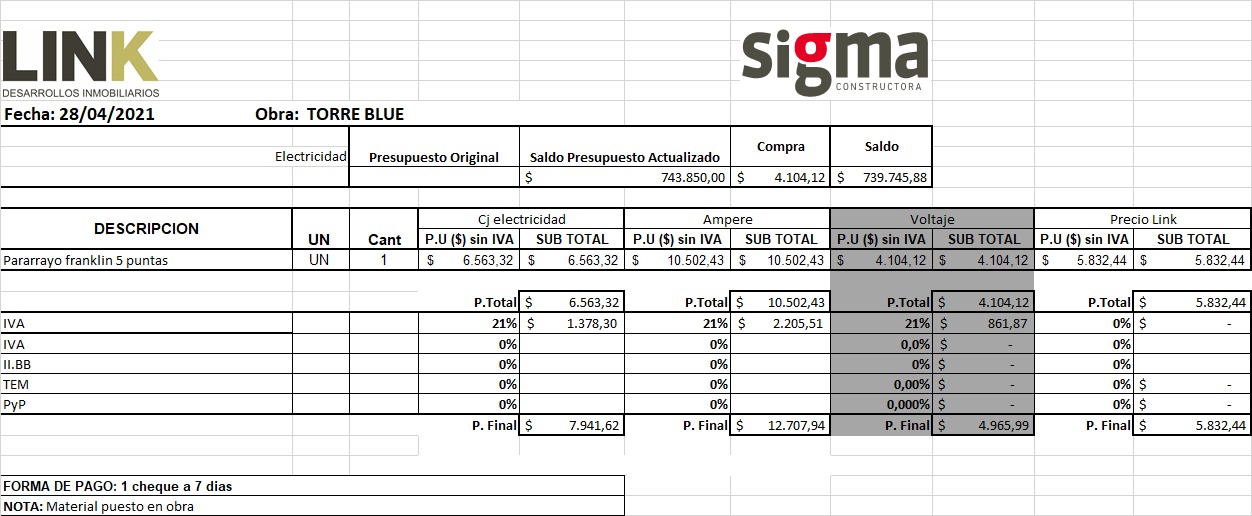 LINK
DESARROLLOS INMOBILIARIOS
sigma
CONSTRUCTORA
Fecha: 28/04/2021 Obra: TORRE BLUE
Electricidad Presupuesto Original Saldo Presupuesto Actualizado Compra Saldo
$ 743.850,00 $ 4.104,12 $ 739.745,88
DESCRIPCION UN Cant Cj electricidad Ampere Voltaje Precio Link
P.U ($) sin IVA SUB TOTAL P.U ($) sin IVA SUB TOTAL P.U ($) sin IVA SUB TOTAL P.U ($) sin IVA SUB TOTAL
Pararrayo franklin 5 puntas UN 1 $ 6.563,32 $ 6.563,32 $ 10.502,43 $ 10.502,43 $ 4.104,12 $ 4.104,12 $ 5.832,44 $ 5.832,44
P.Total $ 6.563,32 P.Total $ 10.502,43 P.Total $ 4.104,12 P.Total $ 5.832,44
IVA 21% $ 1.378,30 21% $ 2.205,51 21% $ 861,87 0% $ -
IVA 0% 0% 0,0% $ - 0%
II.BB 0% 0% 0% $ - 0%
TEM 0% 0% 0,00% $ - 0% $ -
PyP 0% 0% 0,000% $ - 0% $ -
P. Final $ 7.941,62 P. Final $ 12.707,94 P. Final $ 4.965,99 P. Final $ 5.832,44
FORMA DE PAGO: 1 cheque a 7 dias
NOTA: Material puesto en obra